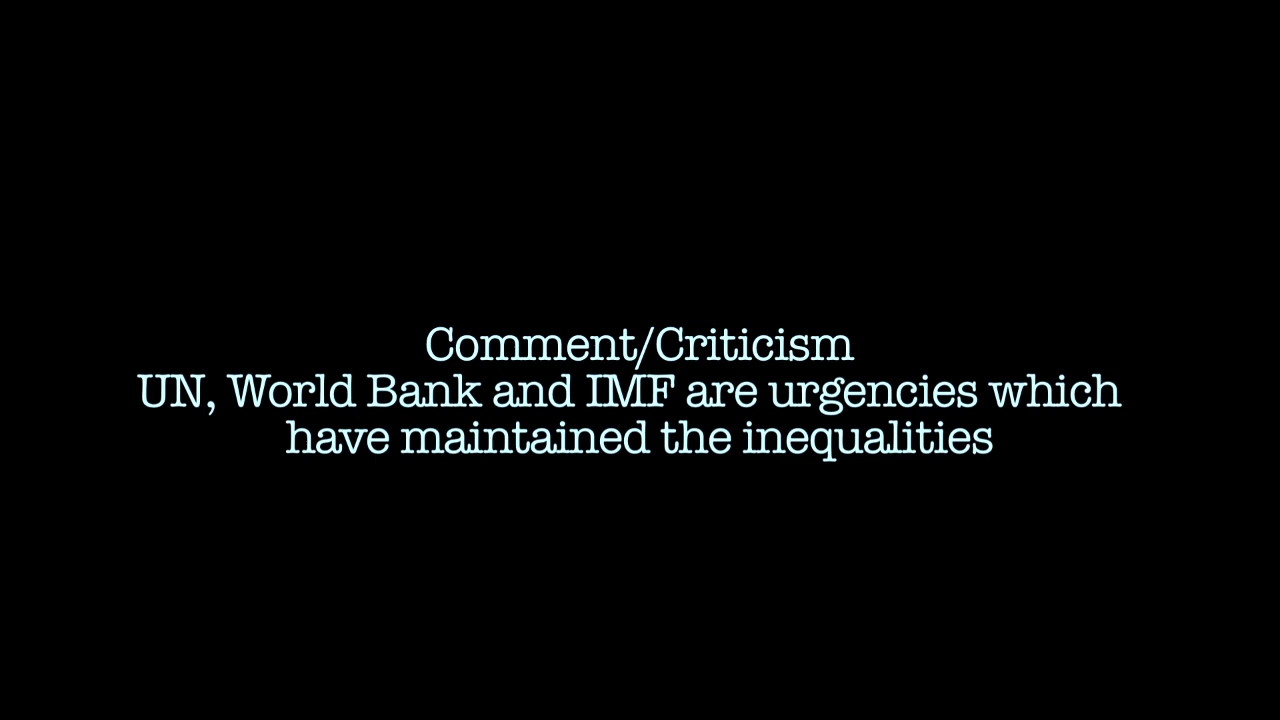 Comment/Criticism
UN, World Bank and IMF are urgencies which
have maintained the inequalities